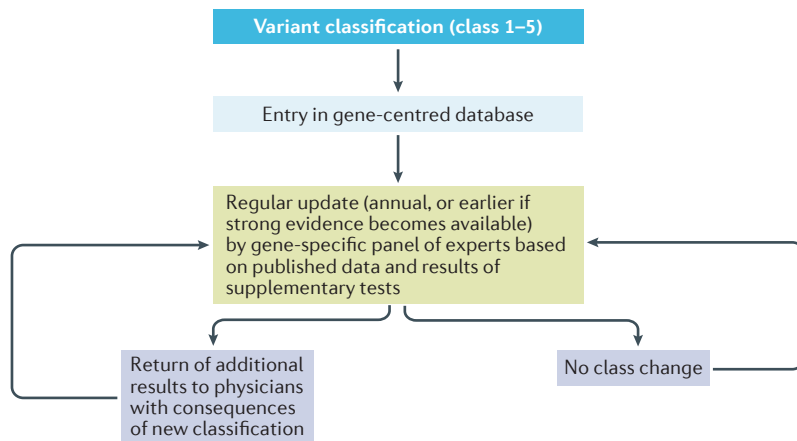 Variant classification (class 1–5)
Entry in gene-centred database
Regular update (annual, or earlier if
strong evidence becomes available)
by gene-specific panel of experts based
on published data and results of
supplementary tests
Return of additional
results to physicians
with consequences
of new classification
No class change